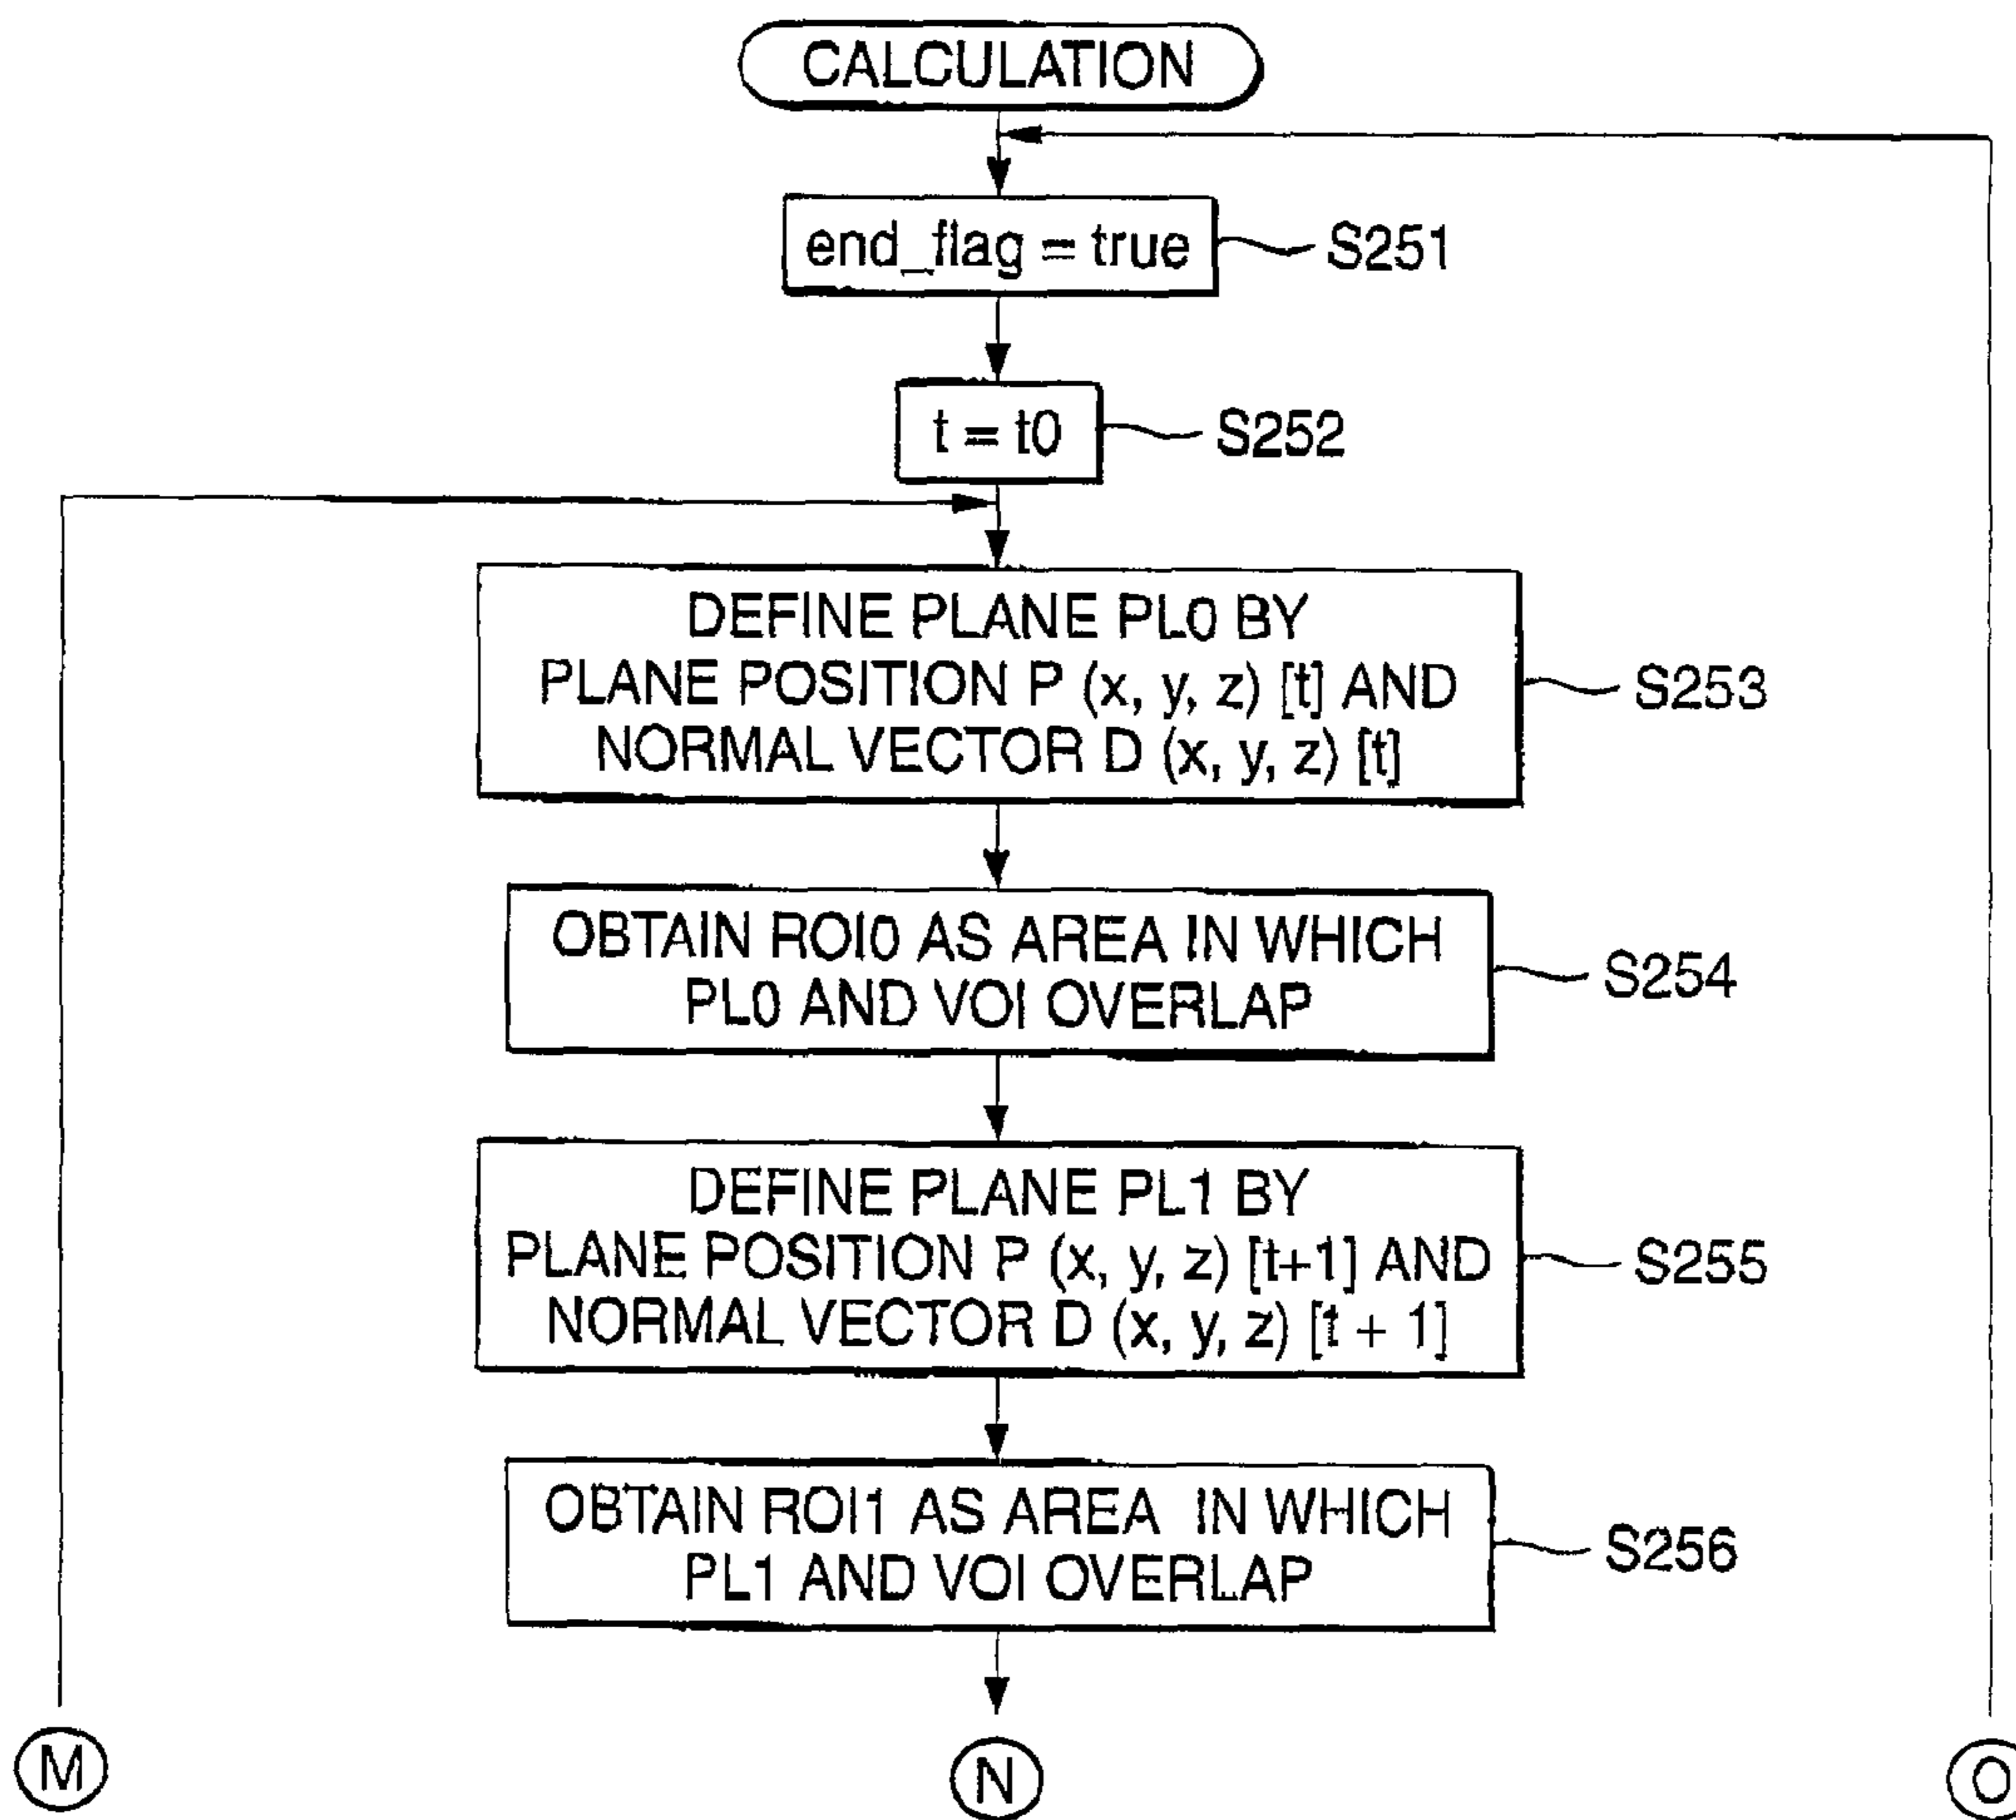 CALCULATION
end_flag = true
S251
t = t0
S252
DEFINE PLANE PL0 BY
PLANE POSITION P (x, y, z) [t] AND
NORMAL VECTOR D (x, y, z) [t]
S253
OBTAIN ROI0 AS AREA IN WHICH
PL0 AND VOI OVERLAP
S254
DEFINE PLANE PL1 BY
PLANE POSITION P (x, y, z) [t+1] AND
NORMAL VECTOR D (x, y, z) [t + 1]
S255
OBTAIN ROI1 AS AREA IN WHICH
PL1 AND VOI OVERLAP
S256
M
N
O